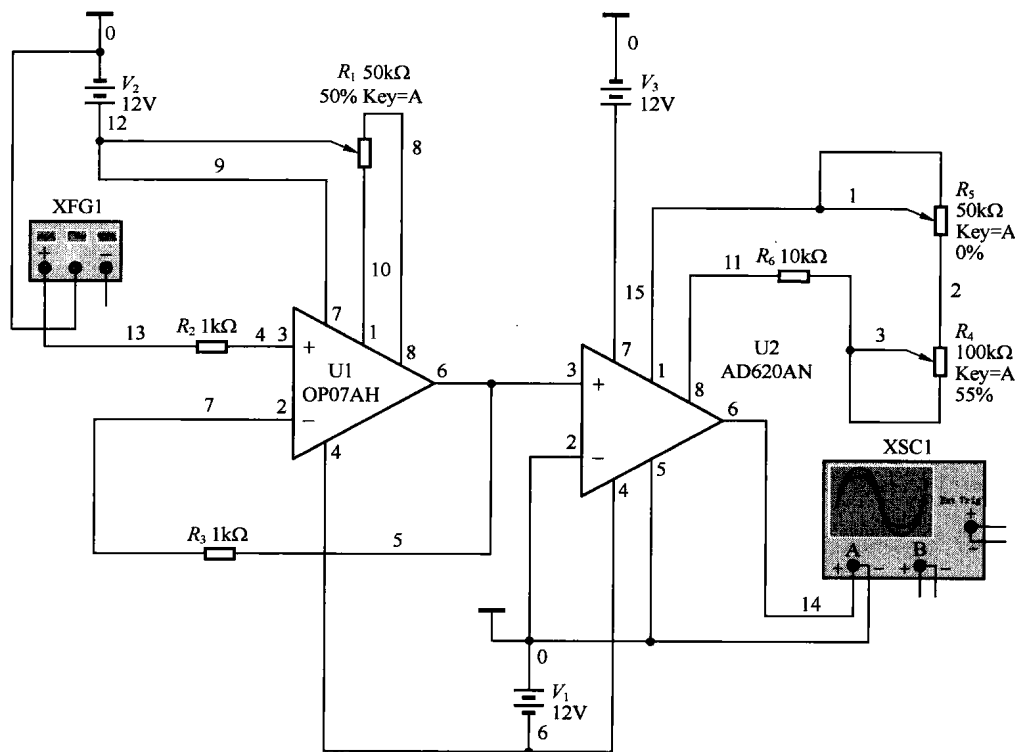 0
0
V2
12V
R1 50kΩ
50% Key=A
V3
12V
12
8
9
XFG1
+
−
1
R5
50kΩ
Key=A
0%
10
11
R6 10kΩ
15
2
13
R2 1kΩ
4
3
+
7
1
8
U1
OP07AH
6
3
+
7
1
8
U2
AD620AN
3
R4
100kΩ
Key=A
55%
7
2
−
4
2
−
6
5
4
XSC1
Ext Trig
+
−
R3 1kΩ
5
A
B
+
−
+
−
14
0
V1
12V
6